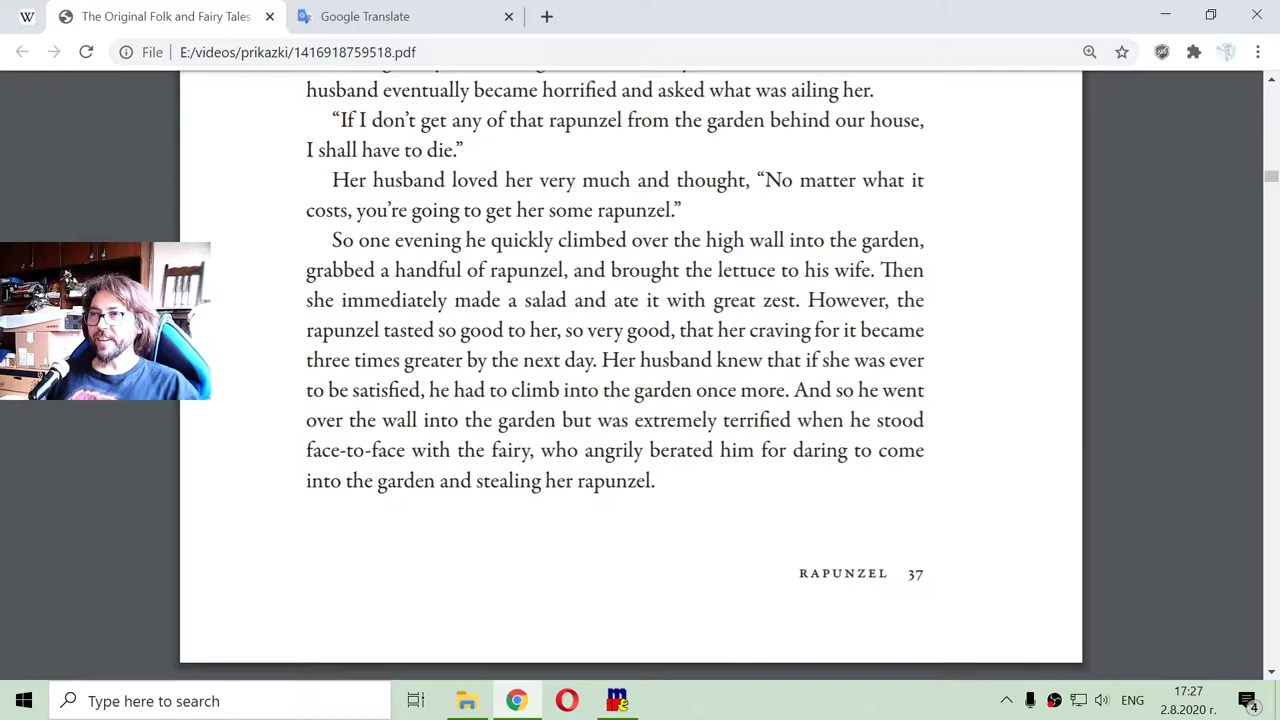 The Original Folk and Fairy Tales
Google Translate
File
E:/videos/prikazki/1416918759518.pdf
husband eventually became horrified and asked what was ailing her.
“If I don’t get any of that rapunzel from the garden behind our house,
I shall have to die.”
Her husband loved her very much and thought, “No matter what it
costs, you’re going to get her some rapunzel.”
So one evening he quickly climbed over the high wall into the garden,
grabbed a handful of rapunzel, and brought the lettuce to his wife. Then
she immediately made a salad and ate it with great zest. However, the
rapunzel tasted so good to her, so very good, that her craving for it became
three times greater by the next day. Her husband knew that if she was ever
to be satisfied, he had to climb into the garden once more. And so he went
over the wall into the garden but was extremely terrified when he stood
face-to-face with the fairy, who angrily berated him for daring to come
into the garden and stealing her rapunzel.
RAPUNZEL 37
Type here to search
ЕНГ
17:27
2.8.2020 г.
4